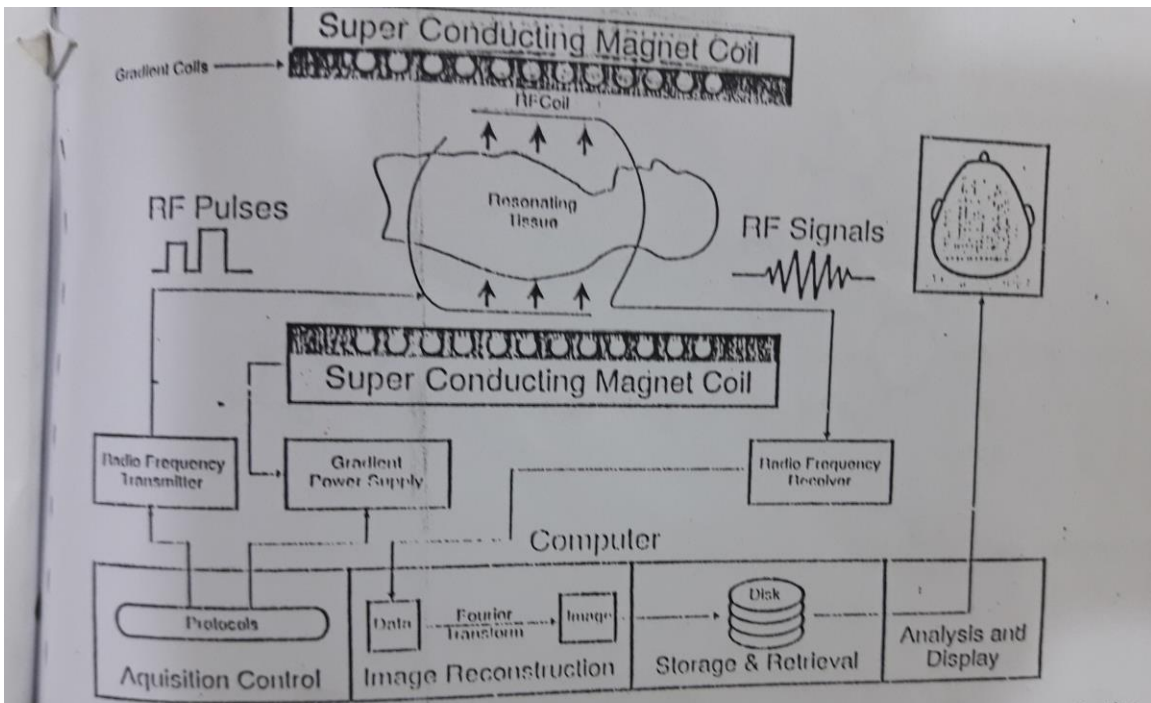 Super Conducting Magnet Coil
Gradient Coils
RF Coil
RF Pulses
Resonating
Tissue
RF Signals
Super Conducting Magnet Coil
Radio Frequency
Transmitter
Gradient
Power Supply
Radio Frequency
Receiver
Computer
Protocols
Data
Fourier
Transform
Image
Disk
Aquisition Control
Image Reconstruction
Storage & Retrieval
Analysis and
Display